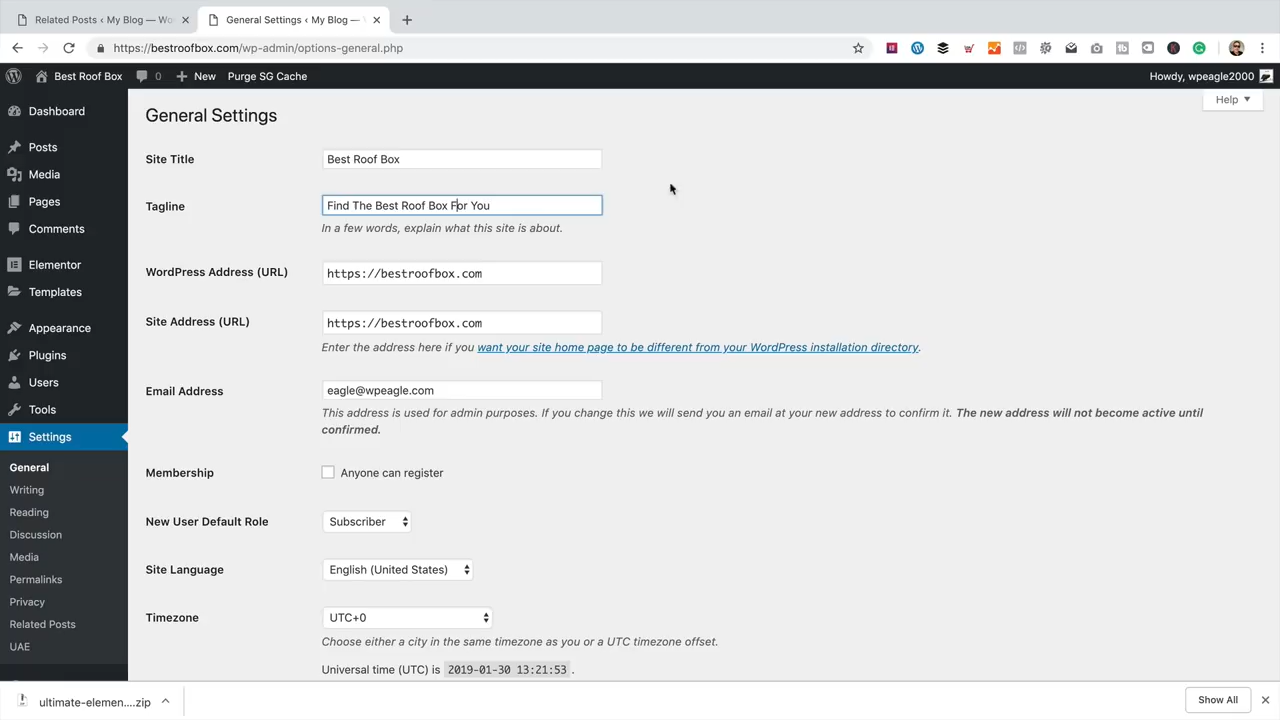 Related Posts ‹ My Blog — Wo
General Settings ‹ My Blog —
https://bestroofbox.com/wp-admin/options-general.php
Best Roof Box
0
New
Purge SG Cache
Howdy, wpeagle2000
Help
Dashboard
Posts
Media
Pages
Comments
Elementor
Templates
Appearance
Plugins
Users
Tools
Settings
General
Writing
Reading
Discussion
Media
Permalinks
Privacy
Related Posts
UAE
General Settings
Site Title
Best Roof Box
Tagline
Find The Best Roof Box For You
In a few words, explain what this site is about.
WordPress Address (URL)
https://bestroofbox.com
Site Address (URL)
https://bestroofbox.com
Enter the address here if you want your site home page to be different from your WordPress installation directory.
Email Address
eagle@wpeagle.com
This address is used for admin purposes. If you change this we will send you an email at your new address to confirm it. The new address will not become active until
confirmed.
Membership
Anyone can register
New User Default Role
Subscriber
Site Language
English (United States)
Timezone
UTC+0
Choose either a city in the same timezone as you or a UTC timezone offset.
Universal time (UTC) is 2019-01-30 13:21:53 .
ultimate-elemen....zip
Show All